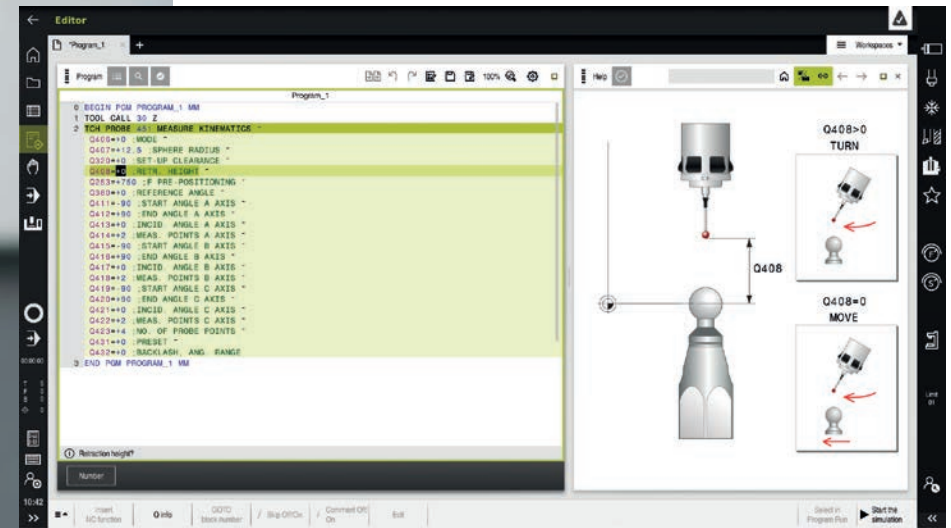 Editor
*Program_1
Workspaces
Program
100%
Help
Program_1
0 BEGIN PGM PROGRAM_1 MM
1 TOOL CALL 30 Z
2 TCH PROBE 451 MEASURE KINEMATICS ~
Q406=+0 ;MODE ~
Q407=+12.5 ;SPHERE RADIUS ~
Q320=+0 ;SET-UP CLEARANCE ~
Q408=+0 ;RETR. HEIGHT ~
Q253=+750 ;F PRE-POSITIONING ~
Q380=+0 ;REFERENCE ANGLE ~
Q411=-90 ;START ANGLE A AXIS ~
Q412=+90 ;END ANGLE A AXIS ~
Q413=+0 ;INCID. ANGLE A AXIS ~
Q414=+2 ;MEAS. POINTS A AXIS ~
Q415=-90 ;START ANGLE B AXIS ~
Q416=+90 ;END ANGLE B AXIS ~
Q417=+0 ;INCID. ANGLE B AXIS ~
Q418=+2 ;MEAS. POINTS B AXIS ~
Q419=-90 ;START ANGLE C AXIS ~
Q420=+90 ;END ANGLE C AXIS ~
Q421=+0 ;INCID. ANGLE C AXIS ~
Q422=+2 ;MEAS. POINTS C AXIS ~
Q423=+4 ;NO. OF PROBE POINTS ~
Q431=+0 ;PRESET ~
Q432=+0 ;BACKLASH, ANG. RANGE
3 END PGM PROGRAM_1 MM
Q408>0
TURN
Q408
Q408=0
MOVE
Retraction height?
Number
00:00:00
T 5
F 0
S 0
Limit
01
10:42
Insert
NC function
Q info
GOTO
block number
/ Skip Off/On
; Comment Off/
On
Edit
Select in
Program Run
Start the
simulation